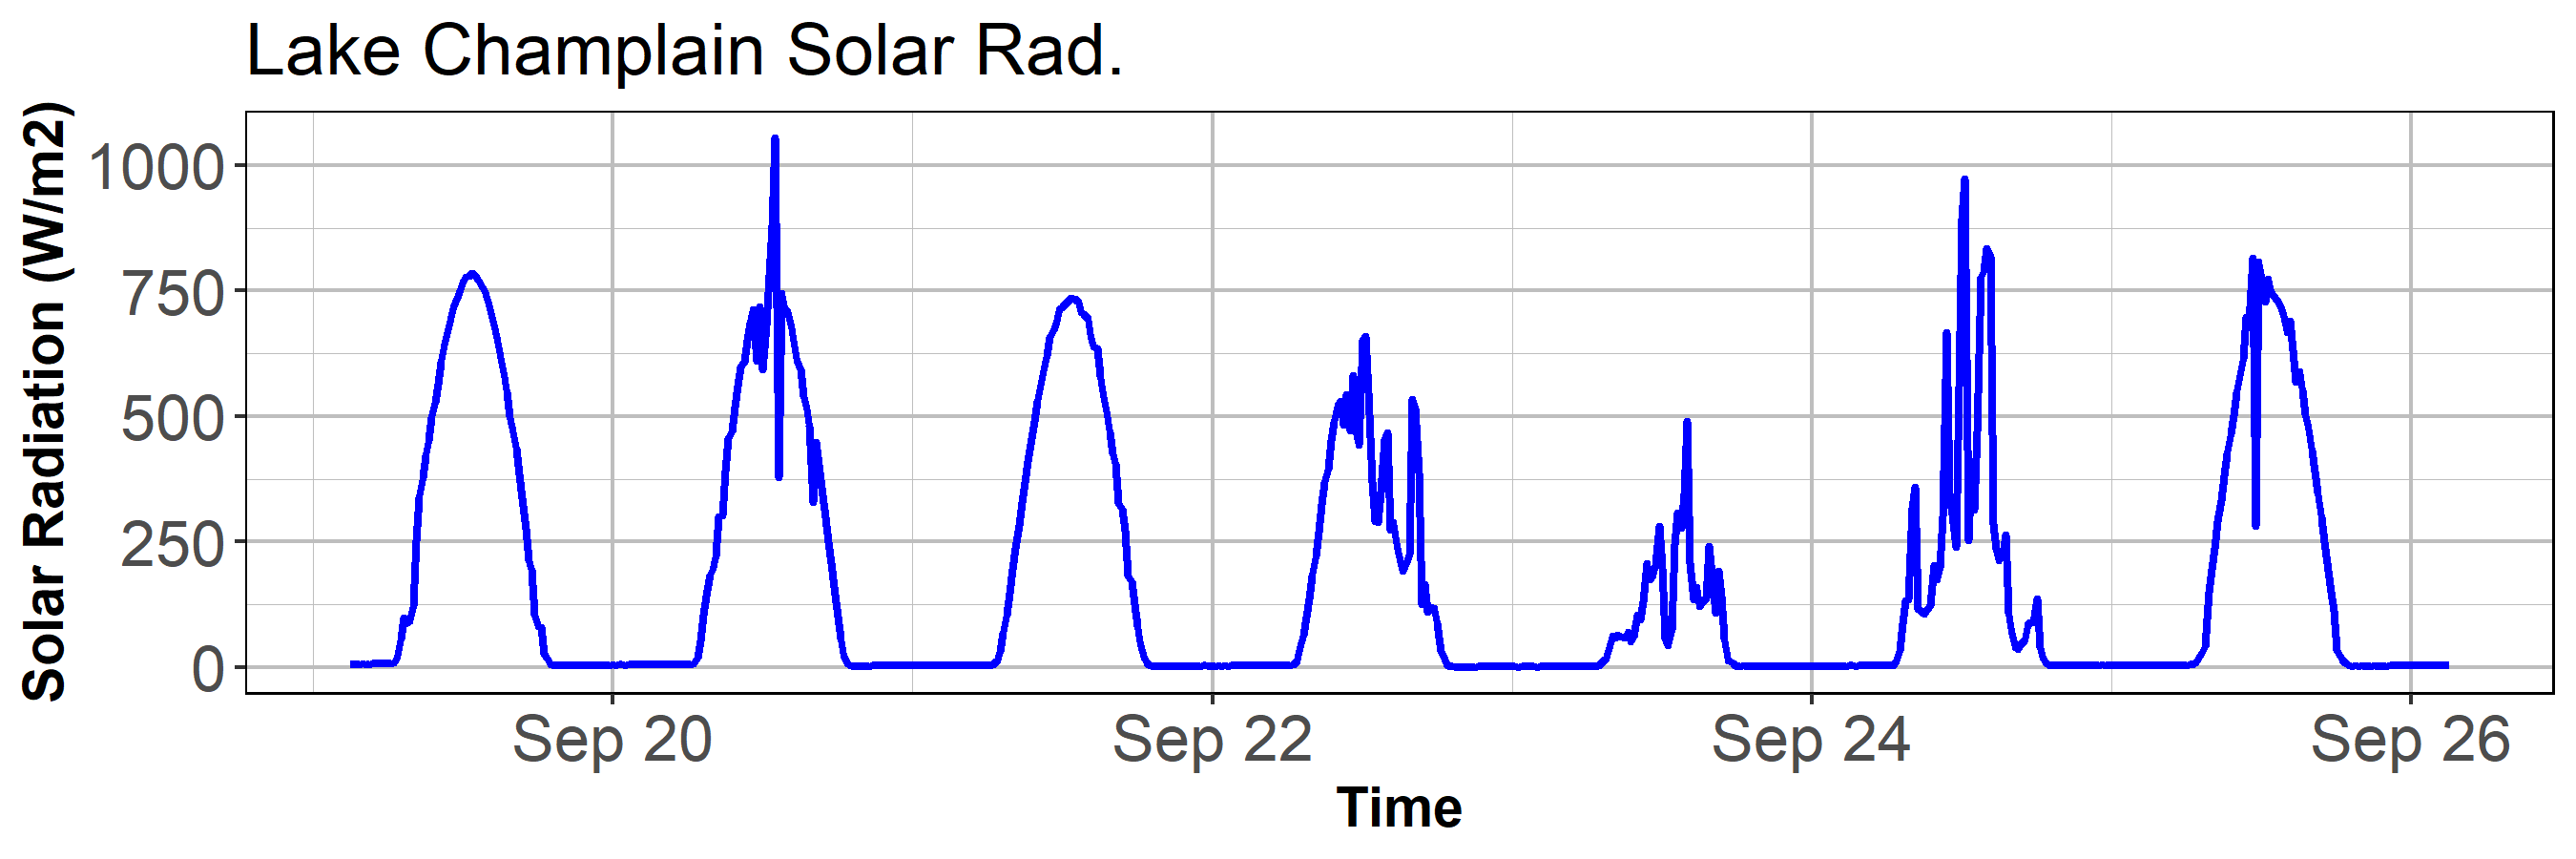 Lake Champlain Solar Rad.
Solar Radiation (W/m2)
1000
750
500
250
0
Sep 20
Sep 22
Sep 24
Sep 26
Time